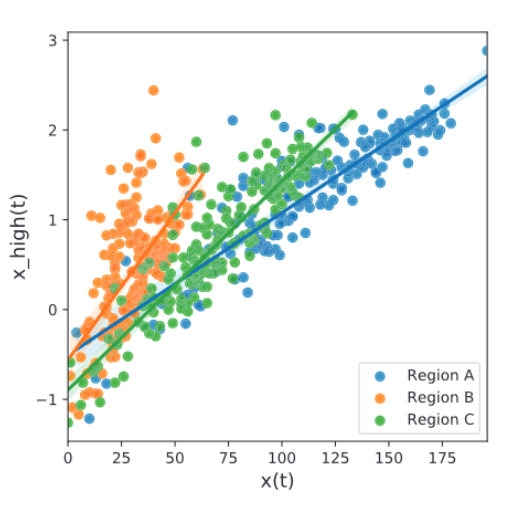 3
2
1
0
−1
x_high(t)
0 25 50 75 100 125 150 175
x(t)
Region A
Region B
Region C